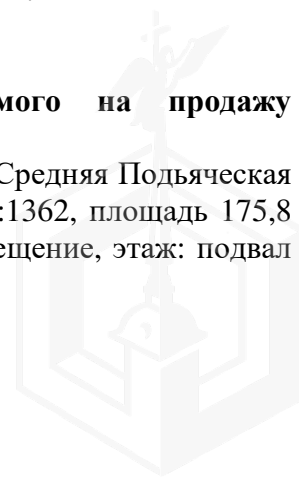 мого на продажу
Средняя Подьяческая
:1362, площадь 175,8
ещение, этаж: подвал